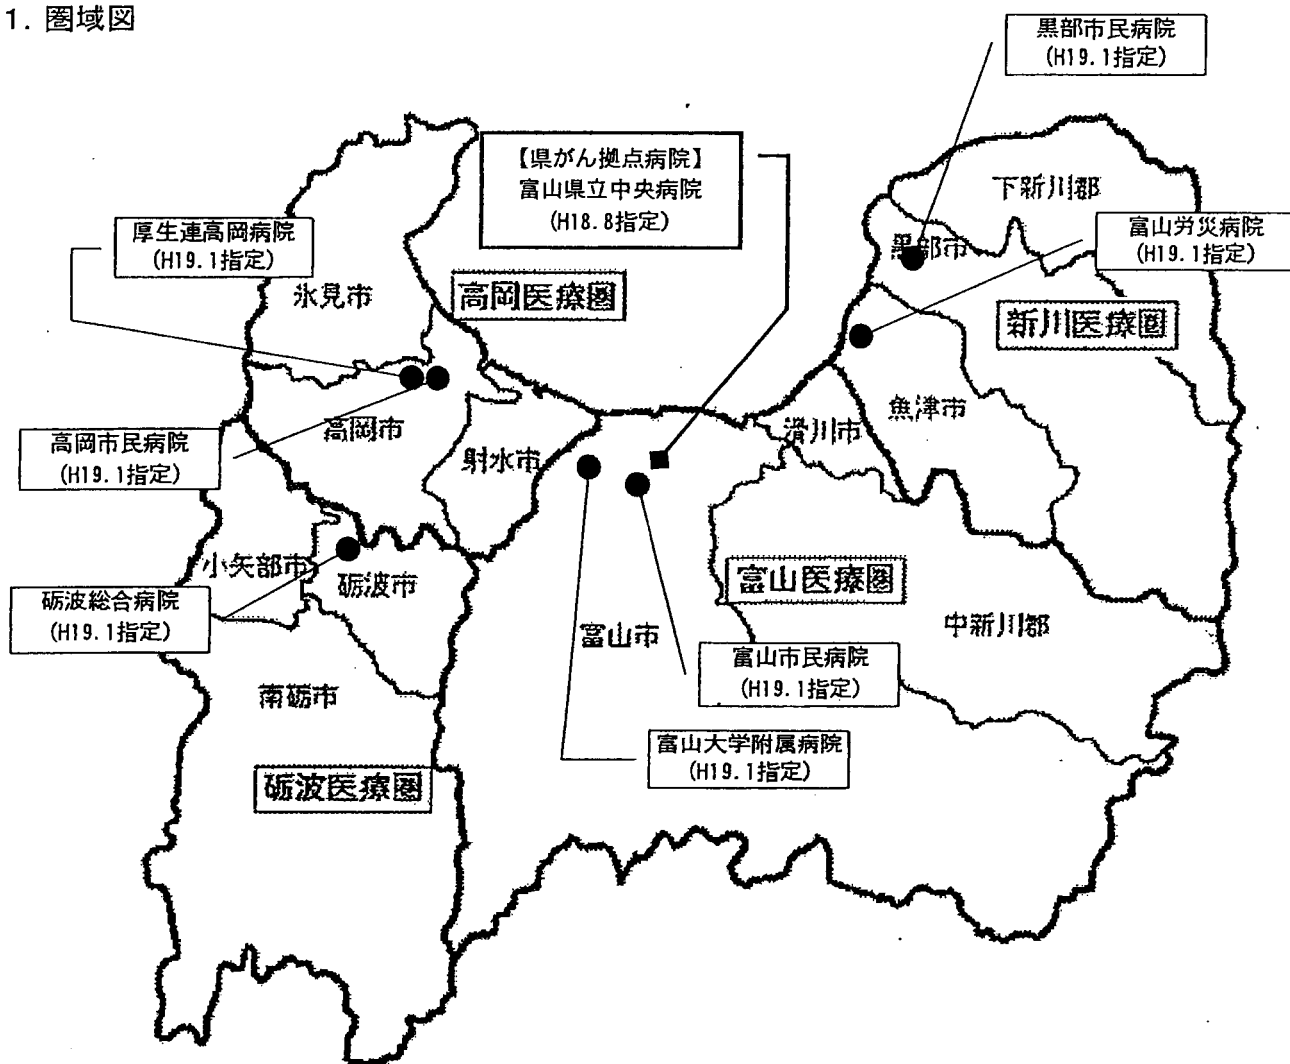 1. 圏域図
黒部市民病院
(H19.1指定)
【県がん拠点病院】
富山県立中央病院
(H18.8指定)
下新川郡
厚生連高岡病院
(H19.1指定)
富山労災病院
(H19.1指定)
黒部市
氷見市
高岡医療圏
新川医療圏
魚津市
高岡市
滑川市
高岡市民病院
(H19.1指定)
射水市
小矢部市
砺波市
富山医療圏
砺波総合病院
(H19.1指定)
富山市
中新川郡
富山市民病院
(H19.1指定)
南砺市
富山大学附属病院
(H19.1指定)
砺波医療圏